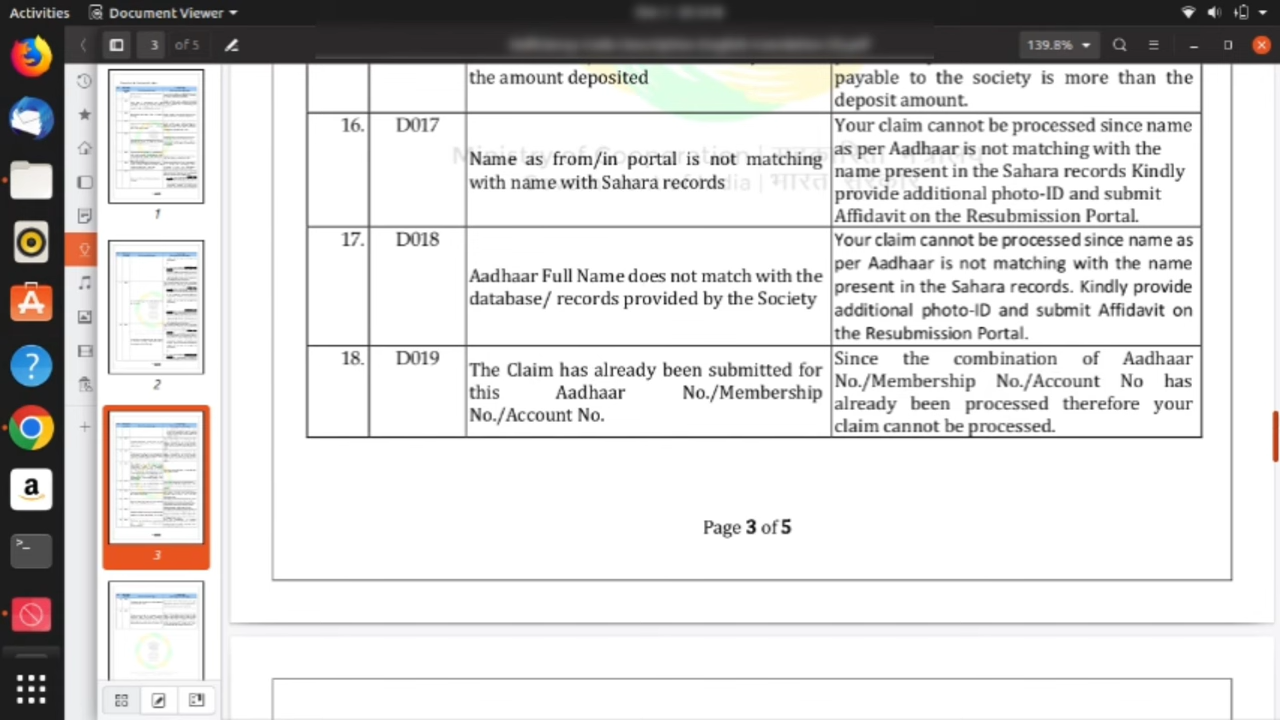 Activities
Document Viewer
3 of 5
139.8%
the amount deposited
payable to the society is more than the
deposit amount.
16.
D017
Name as from/in portal is not matching
with name with Sahara records
Your claim cannot be processed since name
as per Aadhaar is not matching with the
name present in the Sahara records Kindly
provide additional photo-ID and submit
Affidavit on the Resubmission Portal.
17.
D018
Aadhaar Full Name does not match with the
database/ records provided by the Society
Your claim cannot be processed since name as
per Aadhaar is not matching with the name
present in the Sahara records. Kindly provide
additional photo-ID and submit Affidavit on
the Resubmission Portal.
18.
D019
The Claim has already been submitted for
this Aadhaar No./Membership
No./Account No.
Since the combination of Aadhaar
No./Membership No./Account No has
already been processed therefore your
claim cannot be processed.
Page 3 of 5
1
2
3